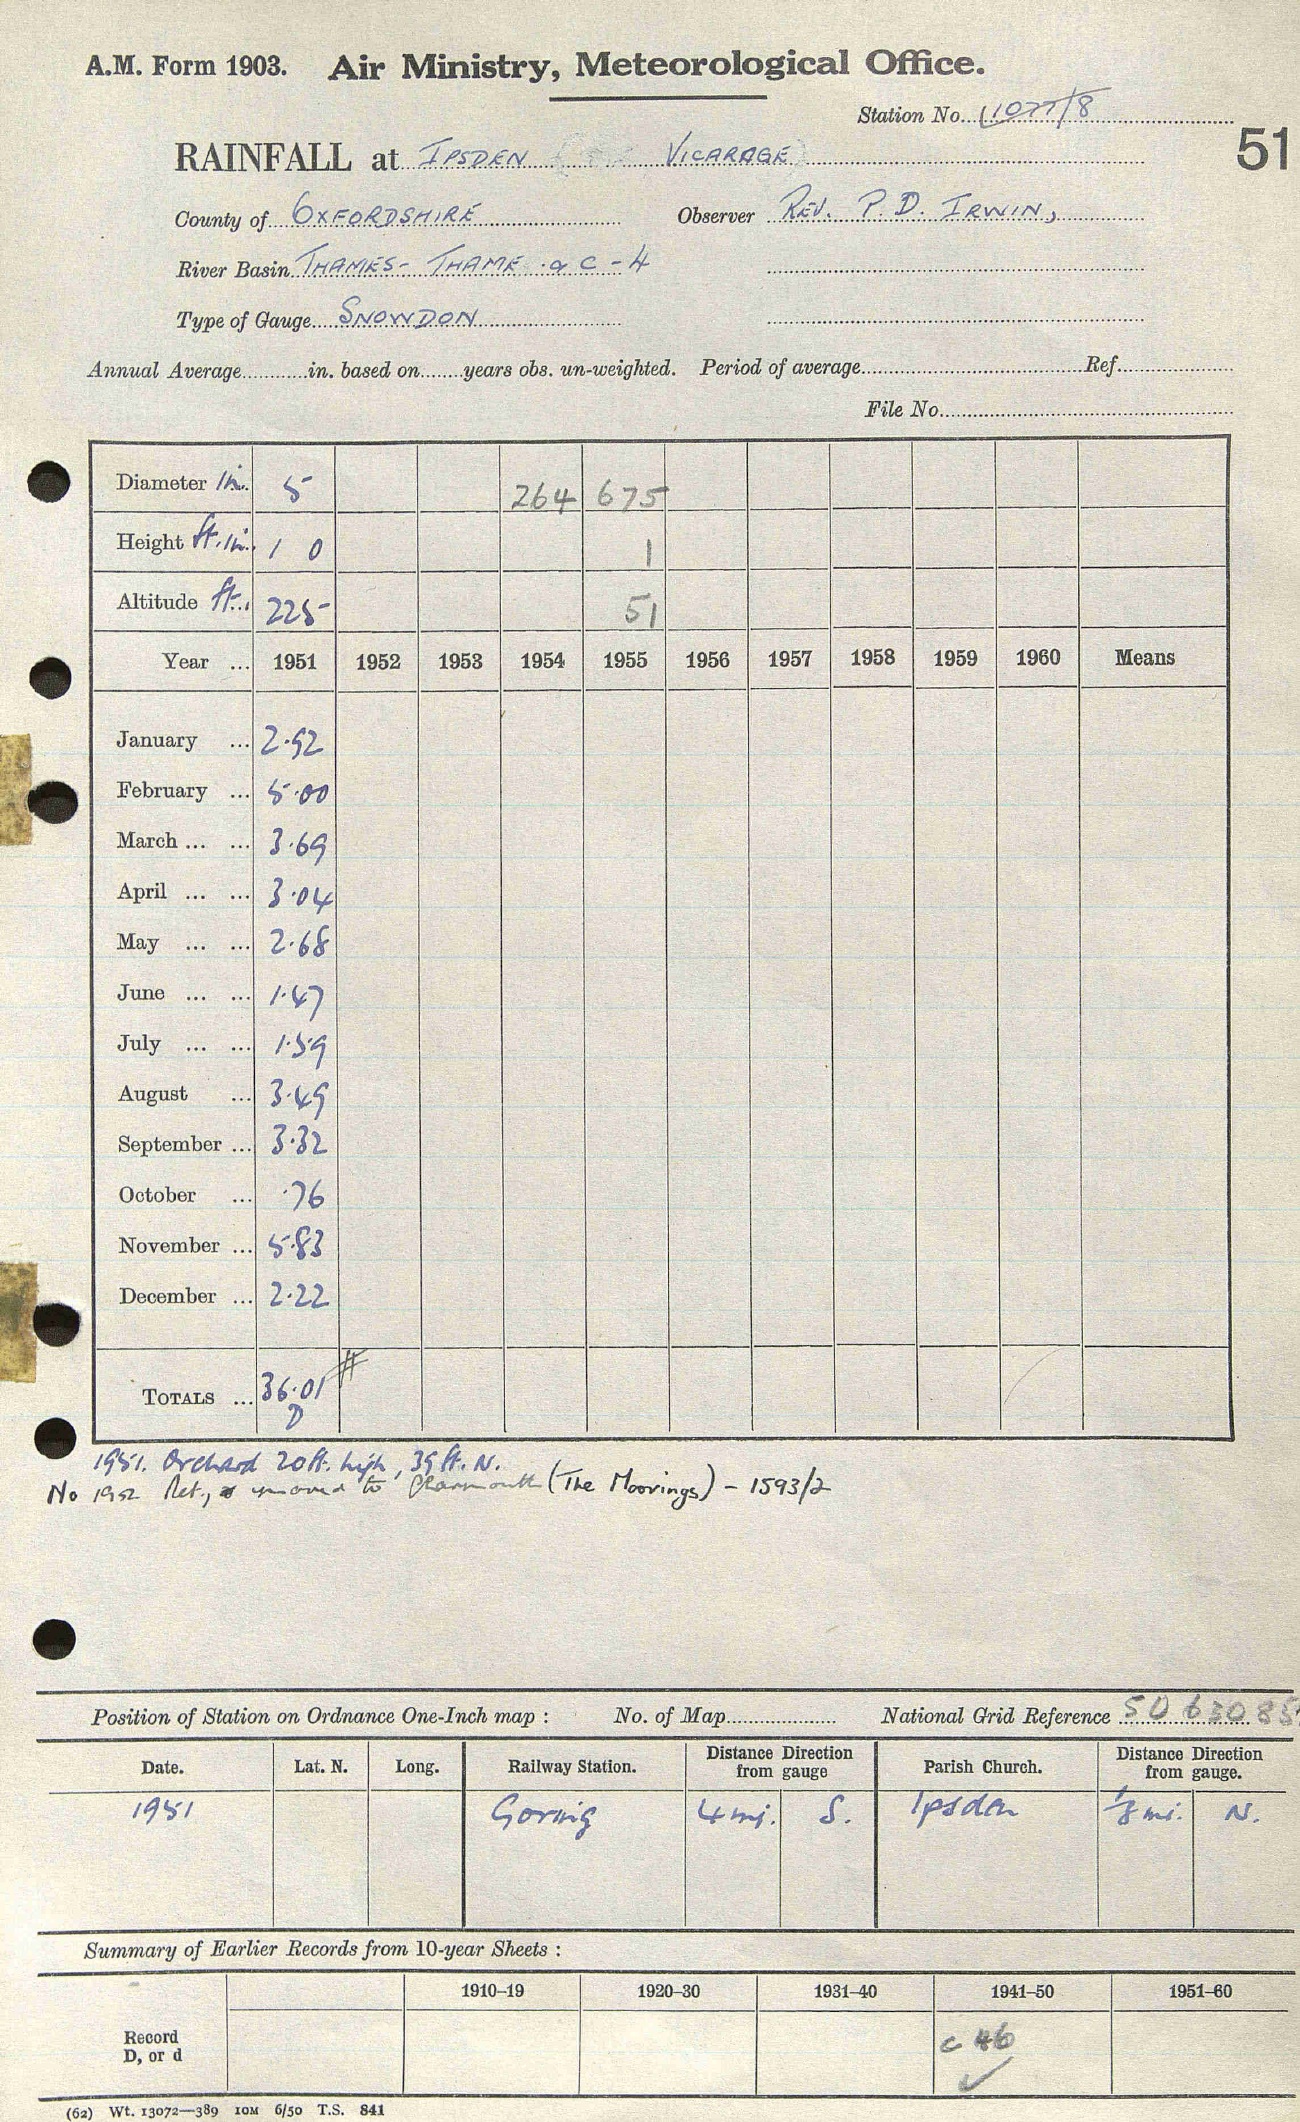 A.M. Form 1903. Air Ministry, Meteorological Office.
Station No. 1077/8
51
RAINFALL at IPSDEN VICARAGE
County of OXFORDSHIRE Observer REV. P. D. IRWIN,
River Basin THAMES - THAME a C - 4
Type of Gauge SNOWDON
Annual Average in. based on years obs. un-weighted. Period of average Ref.
File No.
Diameter in. 5 264 675
Height ft. in. 1 0 1
Altitude ft. 225 51
Year ... 1951 1952 1953 1954 1955 1956 1957 1958 1959 1960 Means
January ... 2.92
February ... 5.00
March ... ... 3.69
April ... ... 3.04
May ... ... 2.68
June ... ... 1.47
July ... ... 1.59
August ... 3.49
September ... 3.32
October ... .76
November ... 5.83
December ... 2.22
TOTALS ... 36.01 #
D
1951. Orchard 20ft. high, 39 ft. N.
No 1952 Ret., moved to Charmouth (The Moorings) - 1593/2
Position of Station on Ordnance One-Inch map : No. of Map National Grid Reference
Date. Lat. N. Long. Railway Station. Distance Direction from gauge Parish Church. Distance Direction from gauge.
1951 Goring 4 mi. S. Ipsden 1/8 mi. N.
Summary of Earlier Records from 10-year Sheets :
1910–19 1920–30 1931–40 1941–50 1951–60
Record D, or d c 46 ✓
(62) Wt. 13072—389 10M 6/50 T.S. 841